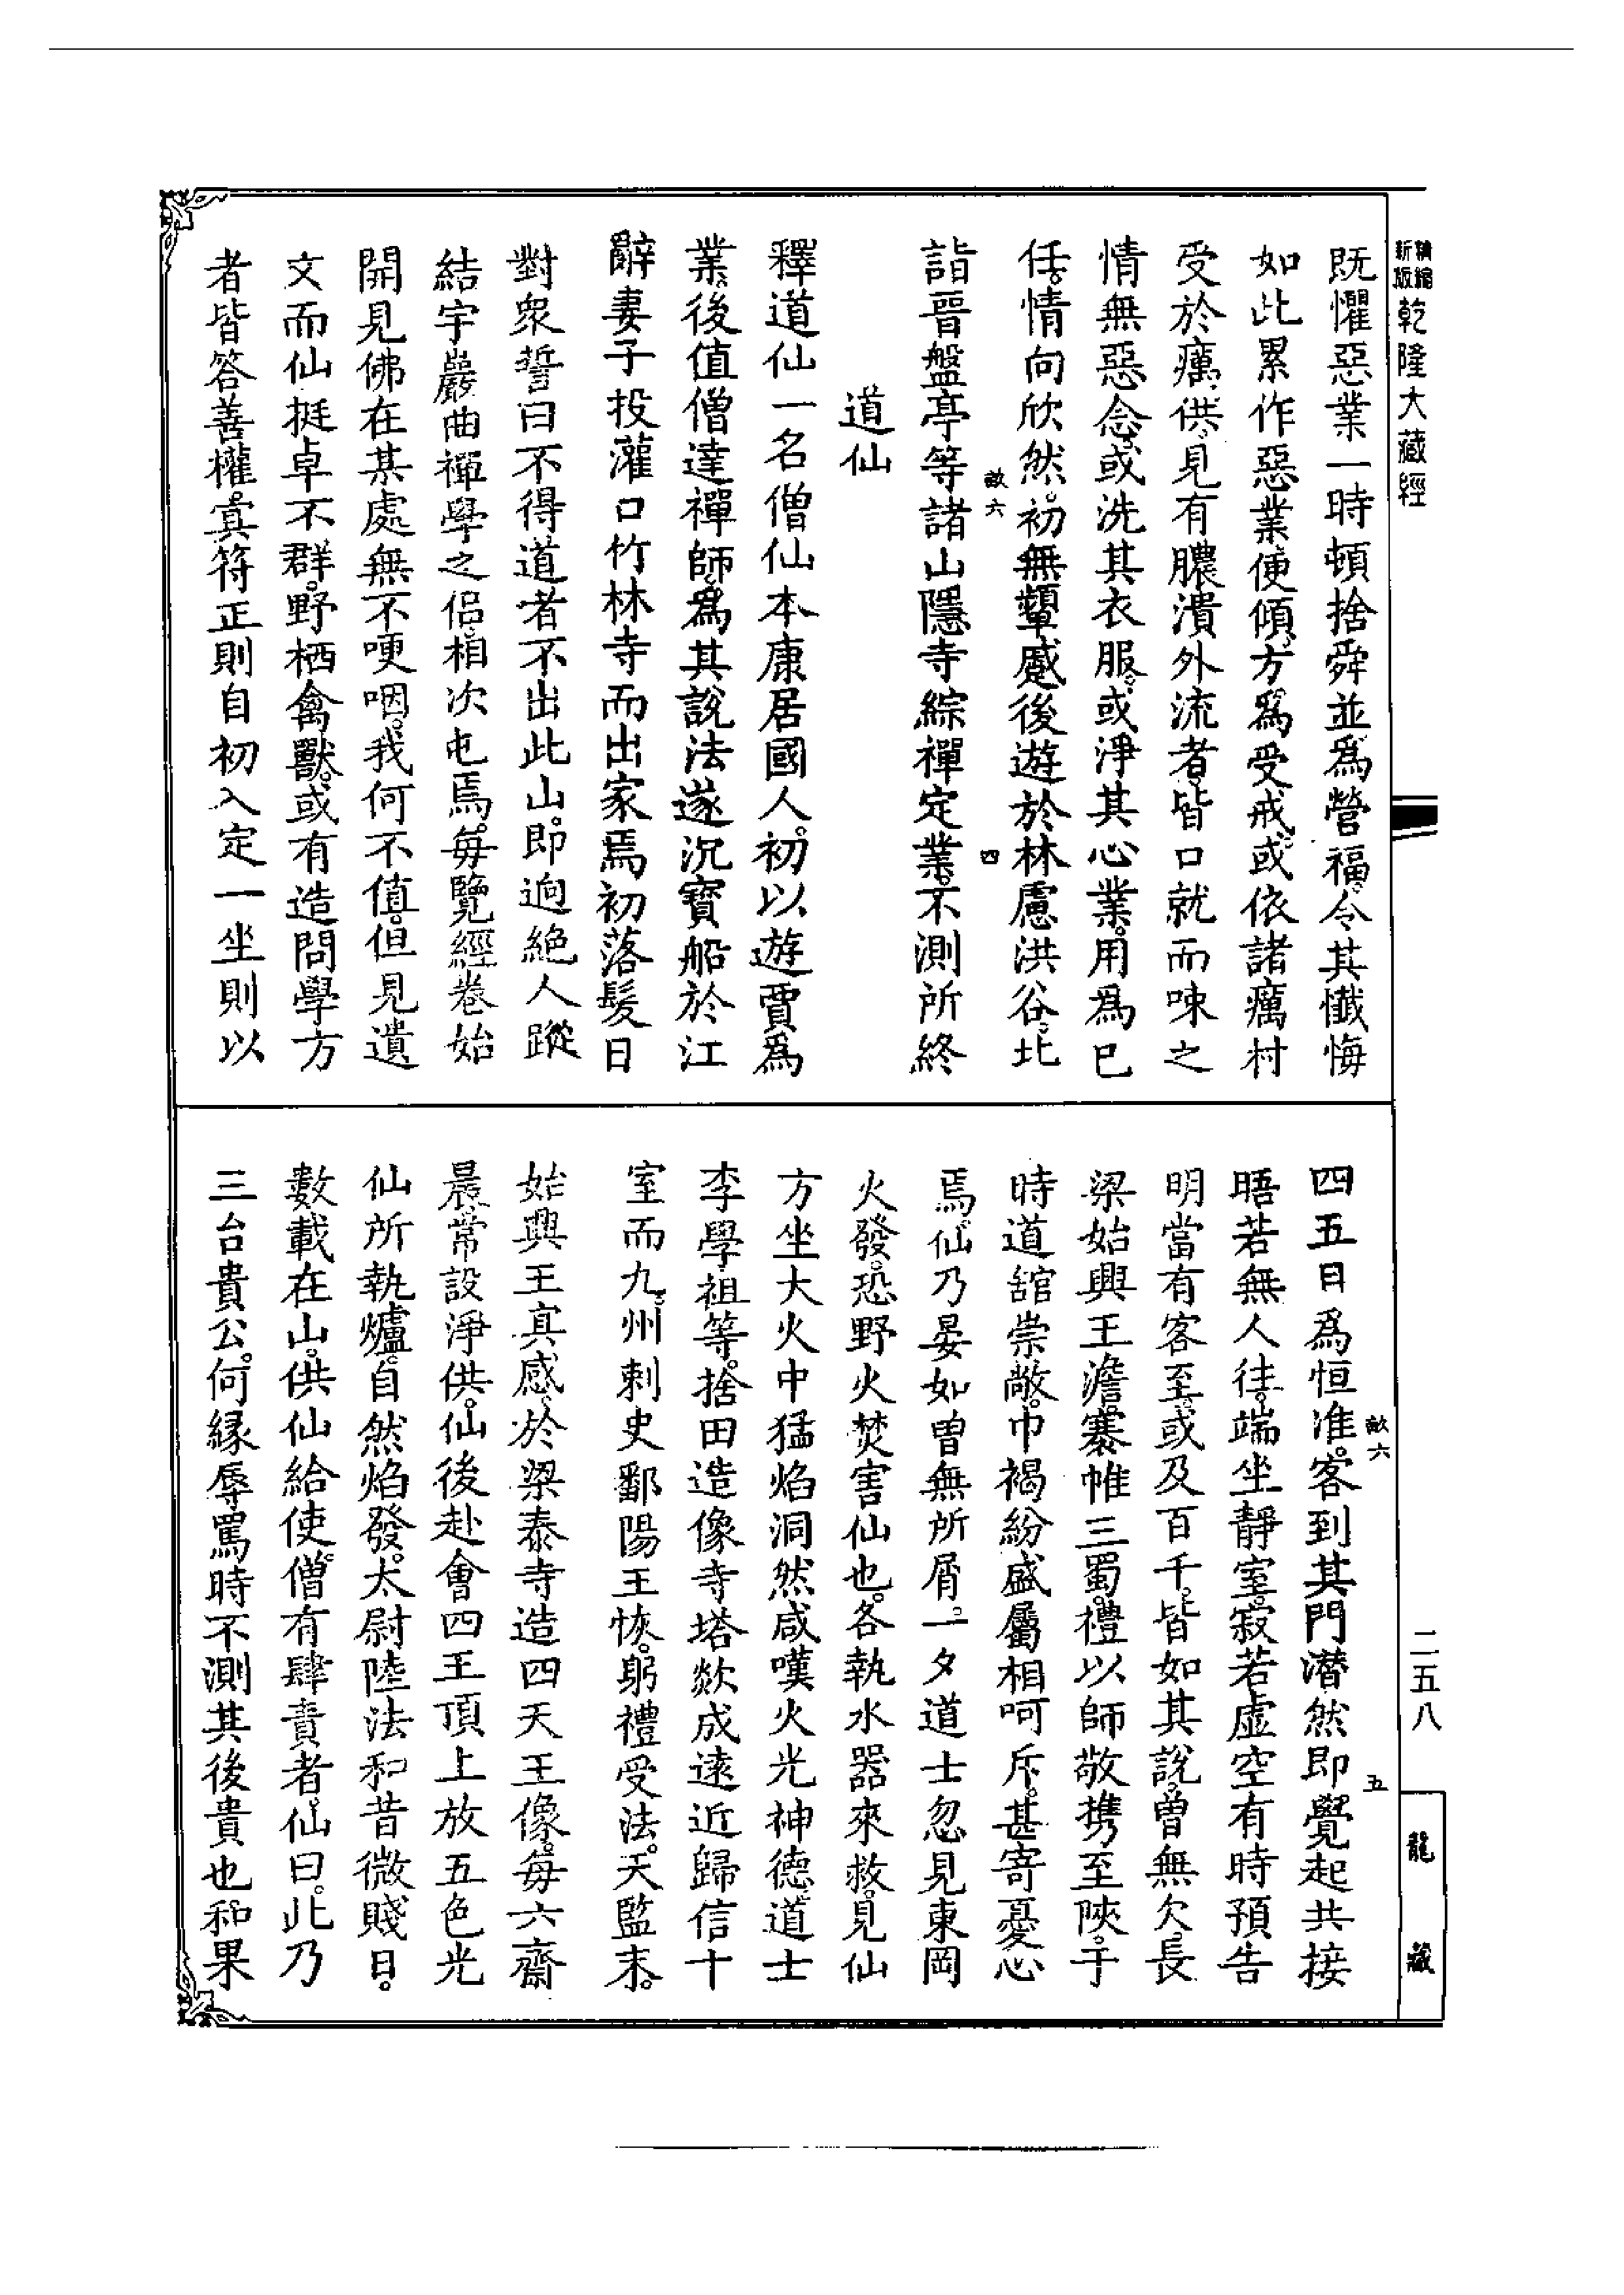 精縮新版乾隆大藏經
既懼惡業一時頓捨舜並爲營福令其懺悔
如此累作惡業便傾方爲受戒或依諸癘村
受於癘供見有膿潰外流者皆口就而㖡之
情無惡念或洗其衣服或淨其心業用爲已
任。情向欣然初無顰蹙後遊於林慮洪谷北
畝六
四
詣晉盤亭等諸山隱寺綜禪定業。不測所終
道仙
釋道仙一名僧仙本康居國人。初以遊賈爲
業。後值僧達禪師。爲其說法遂沉寶船於江
辭妻子投灌口竹林寺而出家焉初落髮日
對衆誓曰不得道者不出此山。即逈絶人蹤
結宇巖曲禪學之侶相次屯焉。每覽經卷始
開見佛在某處無不哽咽。我何不值。但見遺
文而仙挺卓不群。野栖禽獸。或有造問學方
者皆答善權。寞符正則自初入定一坐則以
四五日爲恒准。客到其門潛然即覺起共接
畝六
五
晤若無人往。端坐靜室。寂若虛空有時預告
明當有客至。或及百千。皆如其說。曾無欠。長
梁始興王澹。褰帷三蜀。禮以師敬携至陝。于
時道舘崇敞。巾褐紛盛屬相呵斥。甚寄憂心
焉。仙乃晏如曾無所屑。一夕道士忽見東岡
火發。恐野火焚害仙也。各執水器來救。見仙
方坐大火中猛焰洞然咸嘆火光神德。道士
李學祖等。捨田造像寺塔欻成遠近歸信十
室而九。州刺史鄱陽王恢。躬禮受法。天監末。
始興王㝠感。於梁泰寺造四天王像。每六齋
晨。常設淨供。仙後赴會四王頂上放五色光
仙所執爐。自然焰發。太尉陸法和昔微賤日。
數載在山。供仙給使。僧有肆責者。仙曰。此乃
三台貴公。何縁辱罵時不測其後貴也。和果
二五八
龍藏